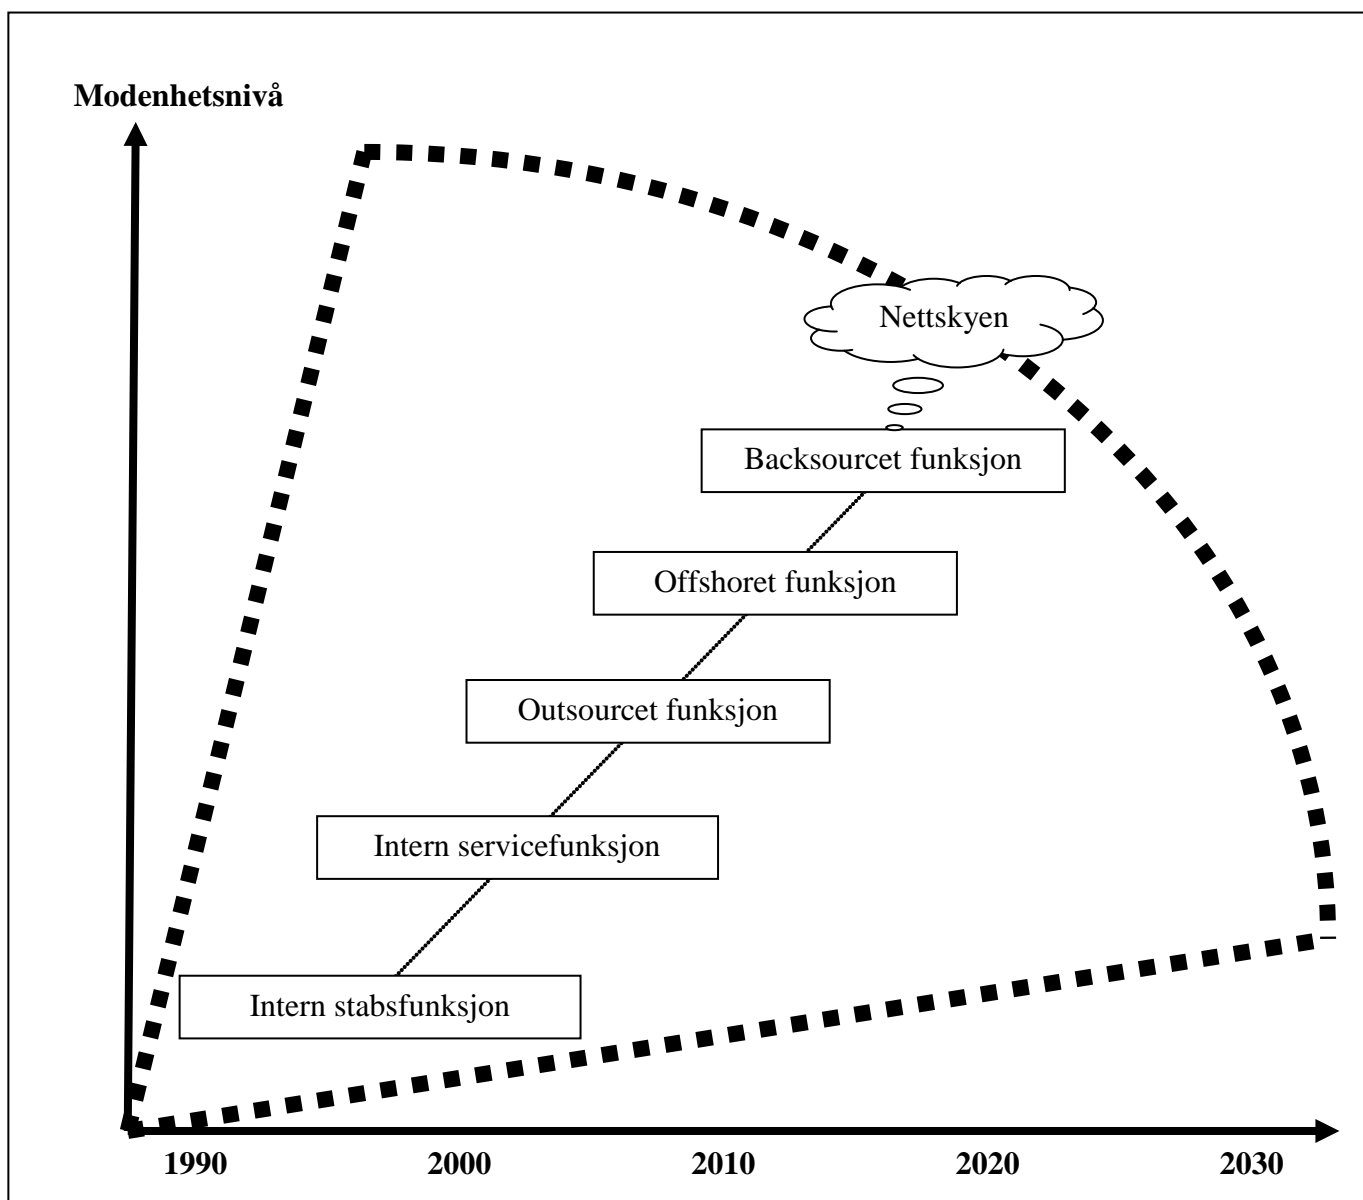 Modenhetsnivå
Nettskyen
Backsourcet funksjon
Offshoret funksjon
Outsourcet funksjon
Intern servicefunksjon
Intern stabsfunksjon
1990 2000 2010 2020 2030